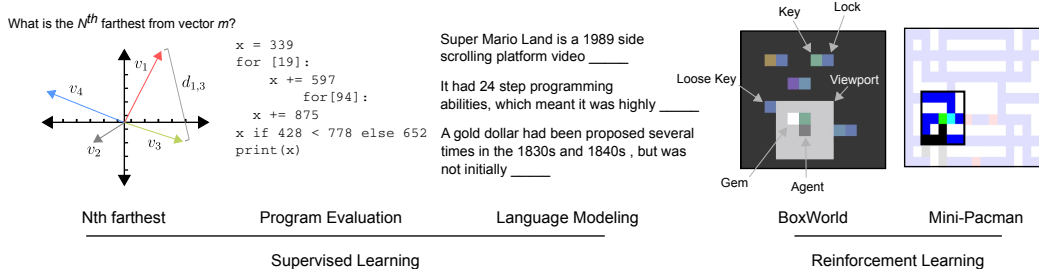 What is the Nth farthest from vector m?
v1
d1,3
v4
v2
v3
x = 339
for [19]:
x += 597
for[94]:
x += 875
x if 428 < 778 else 652
print(x)
Super Mario Land is a 1989 side
scrolling platform video _____
It had 24 step programming
abilities, which meant it was highly _____
A gold dollar had been proposed several
times in the 1830s and 1840s , but was
not initially _____
Key
Lock
Loose Key
Viewport
Gem
Agent
Nth farthest
Program Evaluation
Language Modeling
BoxWorld
Mini-Pacman
Supervised Learning
Reinforcement Learning